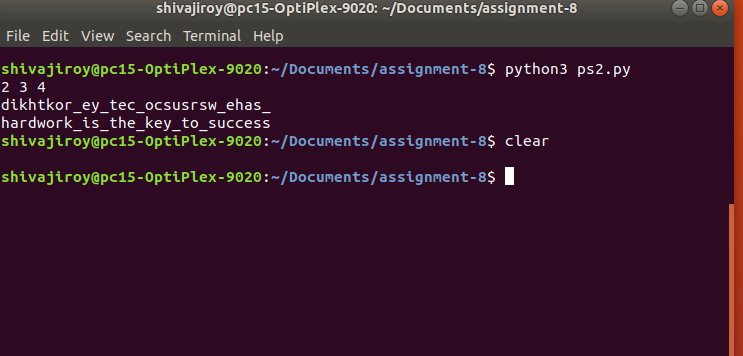 shivajiroy@pc15-OptiPlex-9020: ~/Documents/assignment-8
File Edit View Search Terminal Help
shivajiroy@pc15-OptiPlex-9020:~/Documents/assignment-8$ python3 ps2.py
2 3 4
dikhtkor_ey_tec_ocsusrsw_ehas_
hardwork_is_the_key_to_success
shivajiroy@pc15-OptiPlex-9020:~/Documents/assignment-8$ clear
shivajiroy@pc15-OptiPlex-9020:~/Documents/assignment-8$